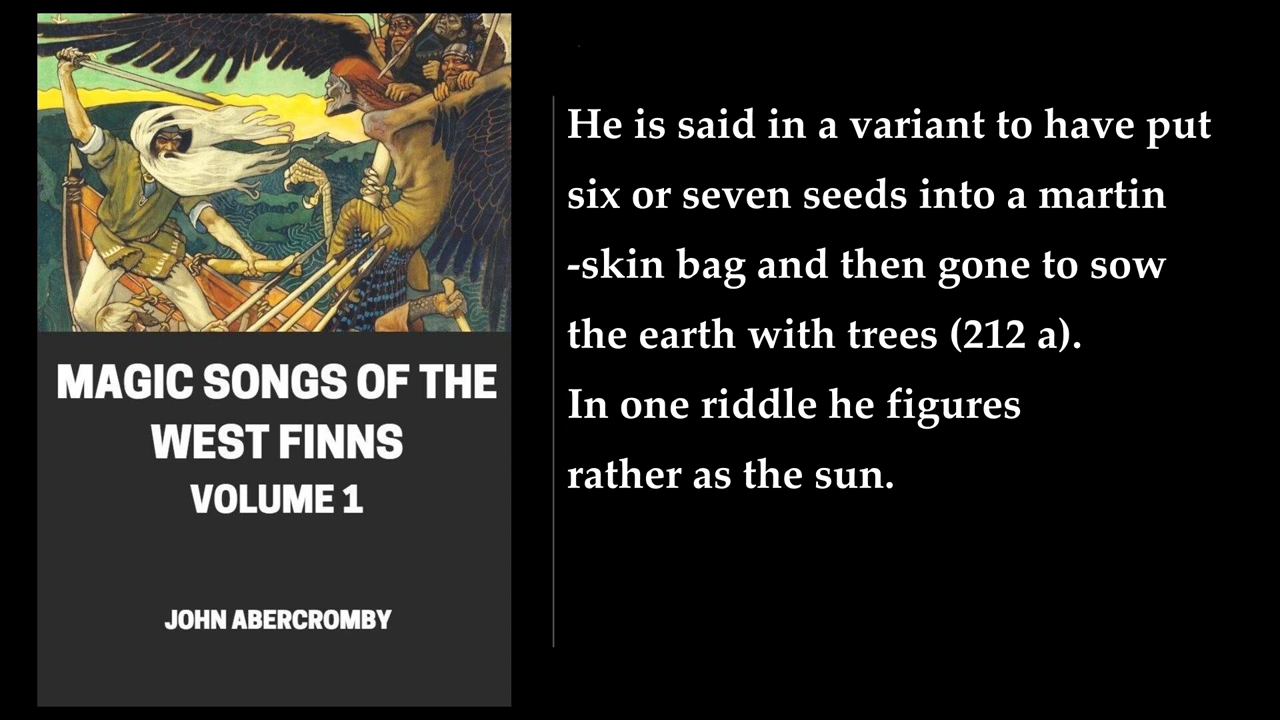 MAGIC SONGS OF THE
WEST FINNS
VOLUME 1
JOHN ABERCROMBY
He is said in a variant to have put
six or seven seeds into a martin
-skin bag and then gone to sow
the earth with trees (212 a).
In one riddle he figures
rather as the sun.